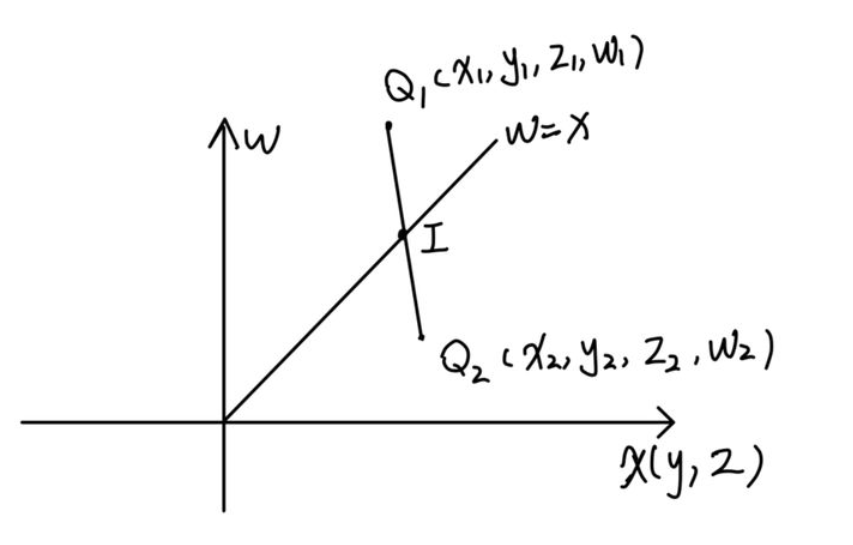 Q₁(x₁, y₁, z₁, w₁)
w
w=x
I
Q₂(x₂, y₂, z₂, w₂)
x(y, z)